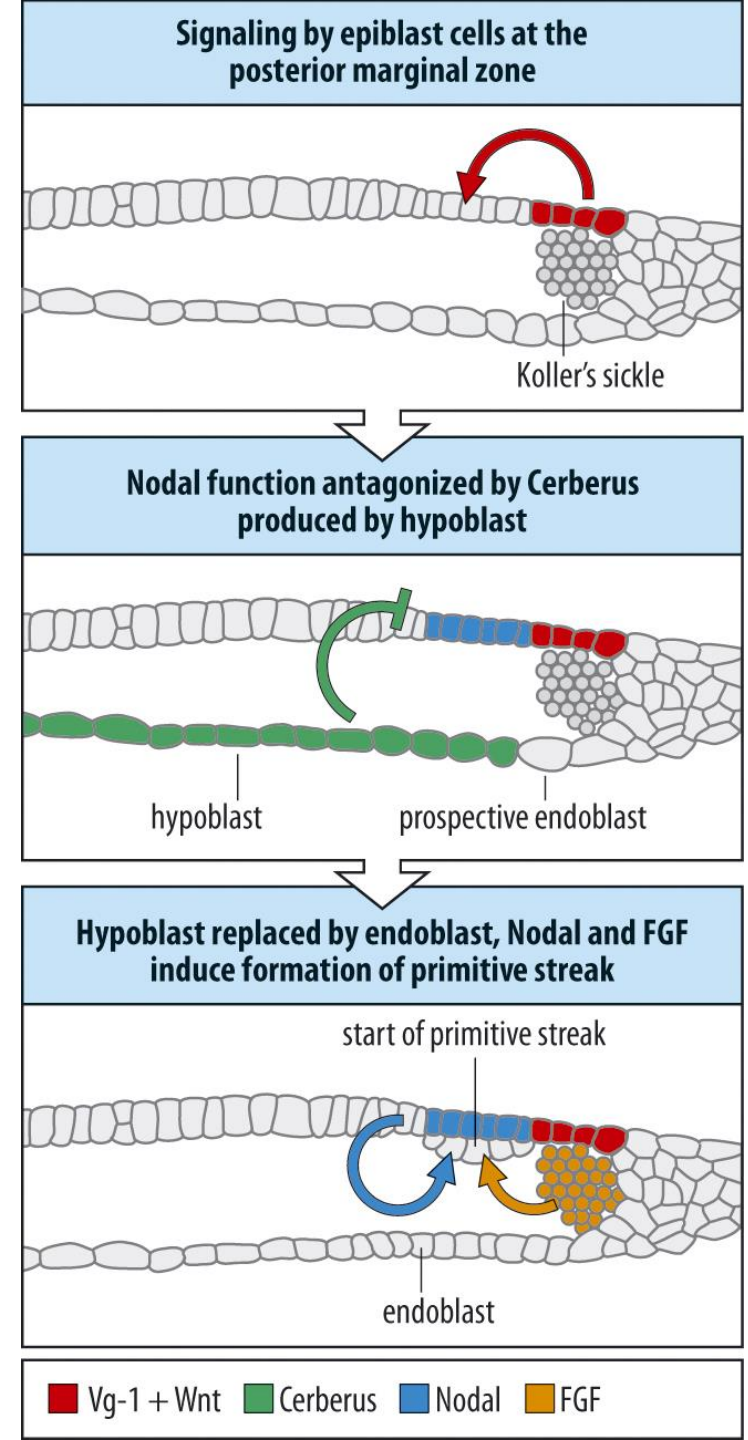 Signaling by epiblast cells at the
posterior marginal zone
Koller's sickle
Nodal function antagonized by Cerberus
produced by hypoblast
hypoblast
prospective endoblast
Hypoblast replaced by endoblast, Nodal and FGF
induce formation of primitive streak
start of primitive streak
endoblast
Vg-1 + Wnt
Cerberus
Nodal
FGF